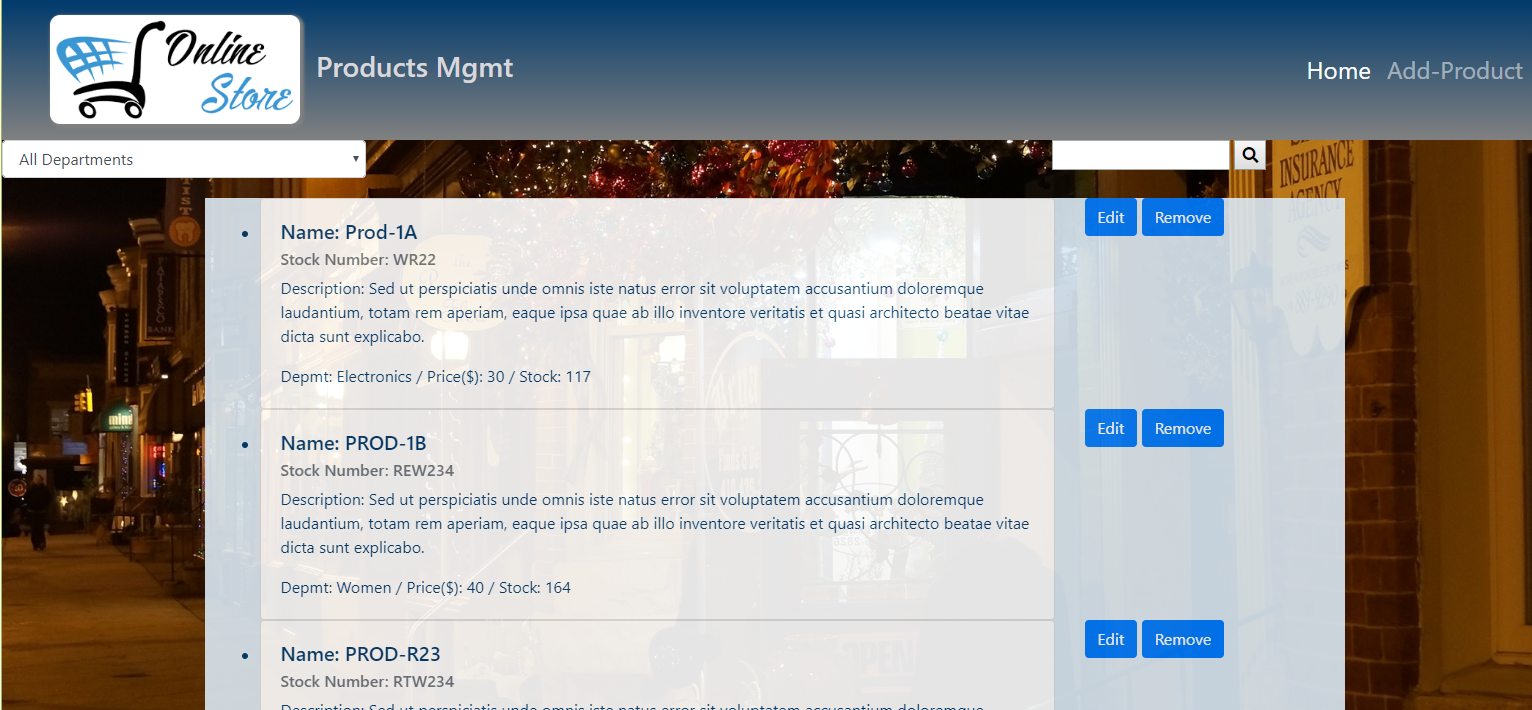 Online
Store
Products Mgmt
Home Add-Product
All Departments
INSURANCE
AGENCY
Edit Remove
Name: Prod-1A
Stock Number: WR22
Description: Sed ut perspiciatis unde omnis iste natus error sit voluptatem accusantium doloremque
laudantium, totam rem aperiam, eaque ipsa quae ab illo inventore veritatis et quasi architecto beatae vitae
dicta sunt explicabo.
Depmt: Electronics / Price($): 30 / Stock: 117
BANK
mini
Edit Remove
Name: PROD-1B
Stock Number: REW234
Description: Sed ut perspiciatis unde omnis iste natus error sit voluptatem accusantium doloremque
laudantium, totam rem aperiam, eaque ipsa quae ab illo inventore veritatis et quasi architecto beatae vitae
dicta sunt explicabo.
Depmt: Women / Price($): 40 / Stock: 164
Edit Remove
Name: PROD-R23
Stock Number: RTW234
OPEN
Description: Sed ut perspiciatis unde omnis iste natus error sit voluptatem accusantium doloremque